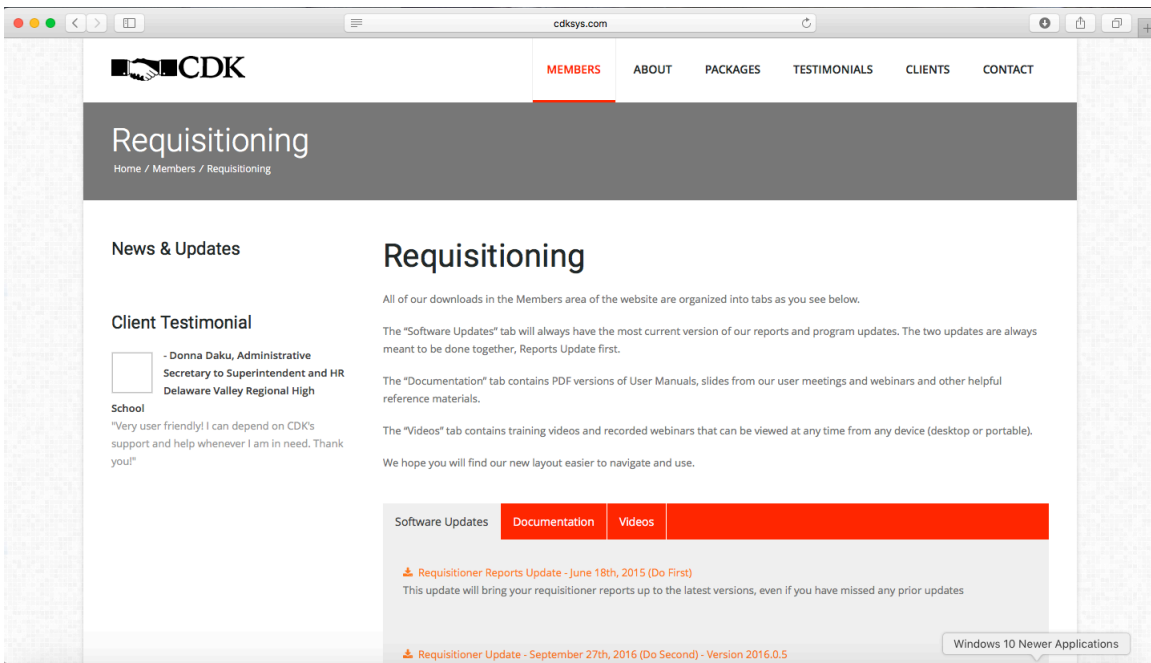 cdksys.com
CDK
MEMBERS
ABOUT
PACKAGES
TESTIMONIALS
CLIENTS
CONTACT
Requisitioning
Home / Members / Requisitioning
News & Updates
Client Testimonial
- Donna Daku, Administrative
Secretary to Superintendent and HR
Delaware Valley Regional High
School
"Very user friendly! I can depend on CDK's
support and help whenever I am in need. Thank
you!"
Requisitioning
All of our downloads in the Members area of the website are organized into tabs as you see below.
The “Software Updates” tab will always have the most current version of our reports and program updates. The two updates are always
meant to be done together, Reports Update first.
The “Documentation” tab contains PDF versions of User Manuals, slides from our user meetings and webinars and other helpful
reference materials.
The “Videos” tab contains training videos and recorded webinars that can be viewed at any time from any device (desktop or portable).
We hope you will find our new layout easier to navigate and use.
Software Updates
Documentation
Videos
Requisitioner Reports Update - June 18th, 2015 (Do First)
This update will bring your requisitioner reports up to the latest versions, even if you have missed any prior updates
Requisitioner Update - September 27th, 2016 (Do Second) - Version 2016.0.5
Windows 10 Newer Applications